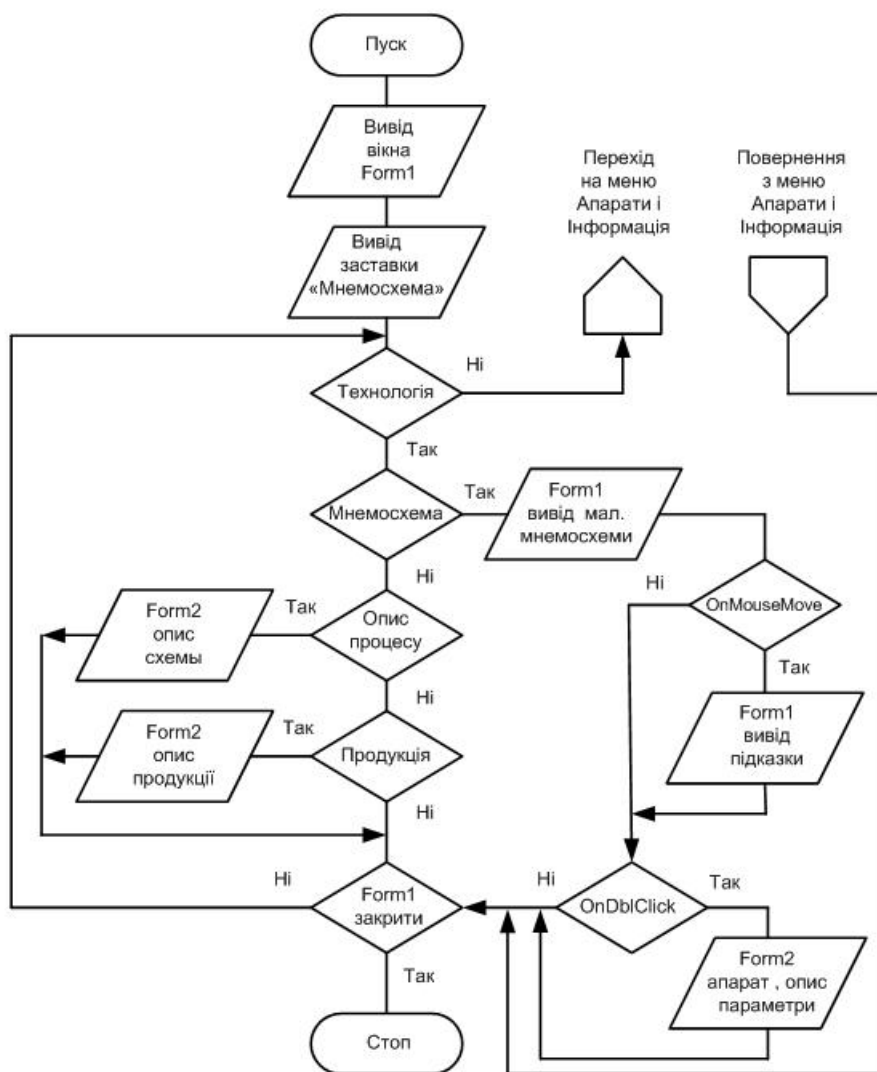 Пуск
Вивід
вікна
Form1
Перехід
на меню
Апарати і
Інформація
Повернення
з меню
Апарати і
Інформація
Вивід
заставки
«Мнемосхема»
Технологія
Ні
Так
Мнемосхема
Так
Form1
вивід мал.
мнемосхеми
Ні
Ні
OnMouseMove
Form2
опис
схемы
Так
Опис
процесу
Так
Ні
Form1
вивід
підказки
Form2
опис
продукції
Так
Продукція
Ні
Ні
Form1
закрити
Ні
OnDblClick
Так
Так
Form2
апарат , опис
параметри
Стоп